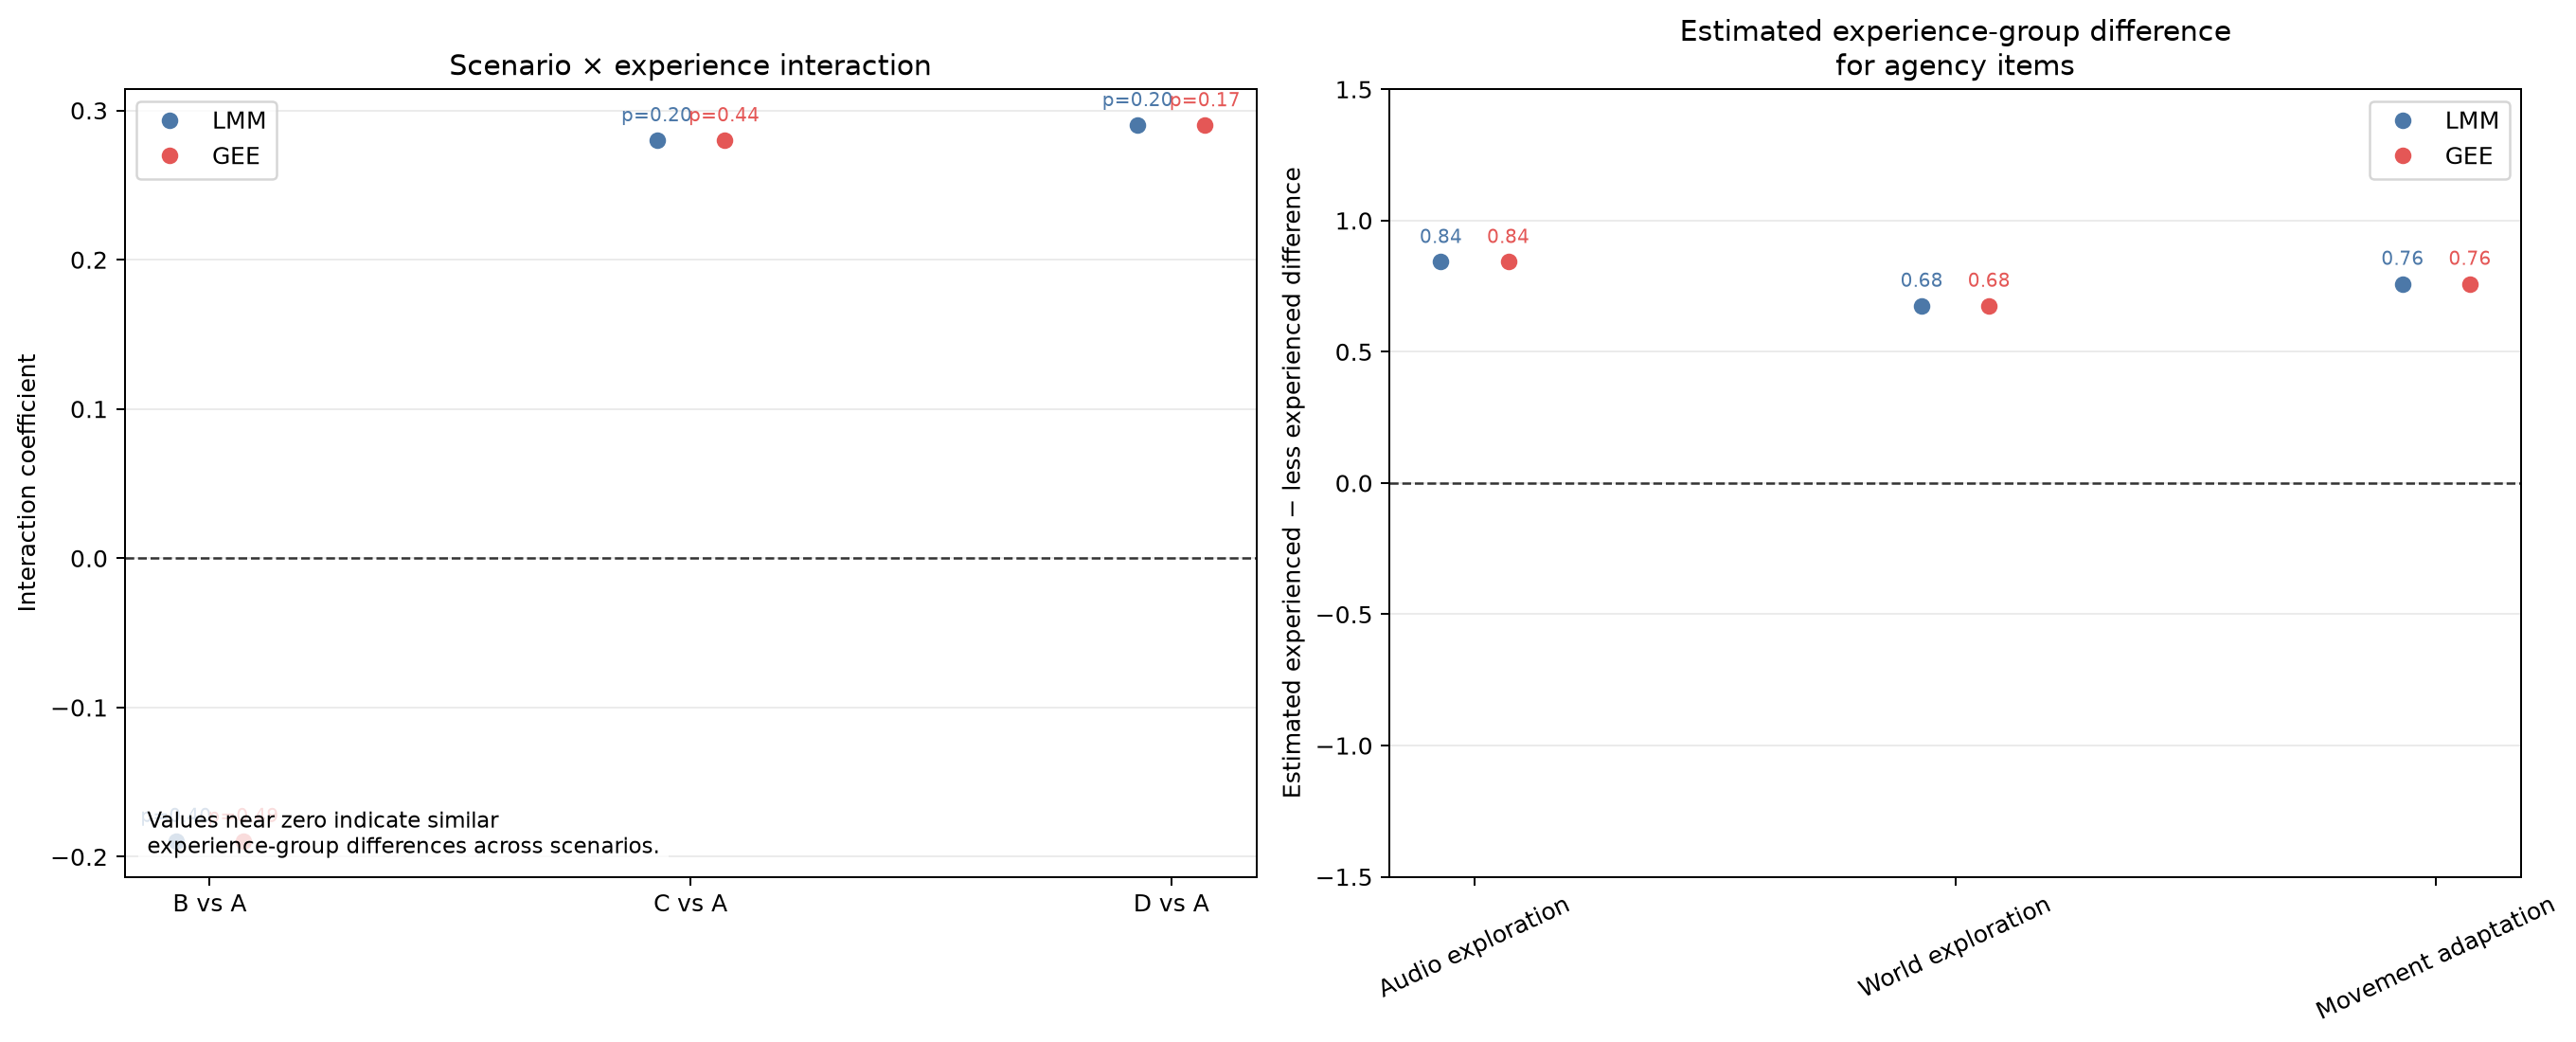 Scenario × experience interaction
LMM
GEE
p=0.20
p=0.44
p=0.20
p=0.17
Interaction coefficient
0.3
0.2
0.1
0.0
−0.1
−0.2
Values near zero indicate similar
experience-group differences across scenarios.
B vs A
C vs A
D vs A
Estimated experience-group difference
for agency items
LMM
GEE
Estimated experienced − less experienced difference
1.5
1.0
0.5
0.0
−0.5
−1.0
−1.5
0.84
0.84
0.68
0.68
0.76
0.76
Audio exploration
World exploration
Movement adaptation